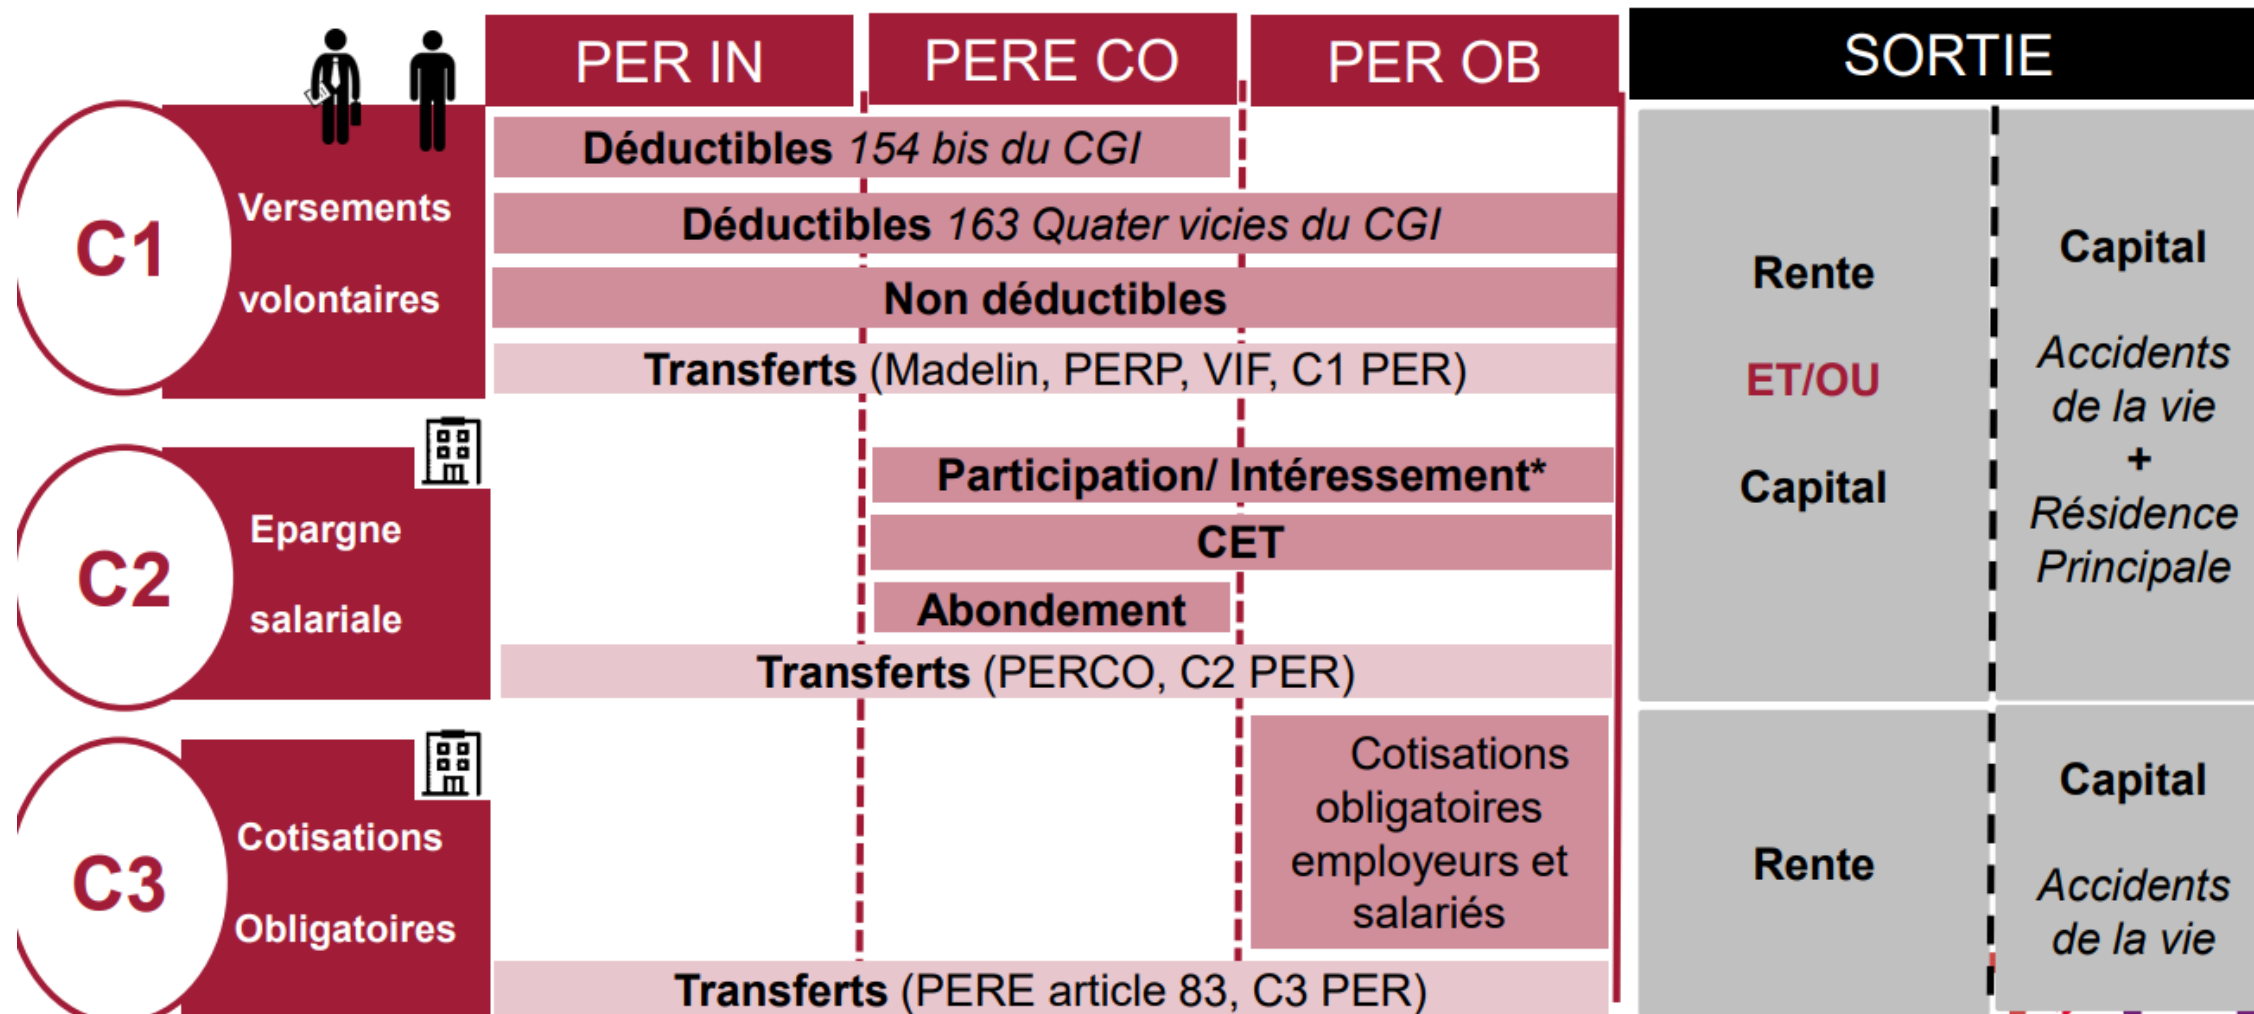 PER IN
PERE CO
PER OB
SORTIE
C1
Versements
volontaires
Déductibles 154 bis du CGI
Déductibles 163 Quater vicies du CGI
Non déductibles
Transferts (Madelin, PERP, VIF, C1 PER)
Rente
ET/OU
Capital
Capital
Accidents
de la vie
+
Résidence
Principale
C2
Epargne
salariale
Participation/ Intéressement*
CET
Abondement
Transferts (PERCO, C2 PER)
C3
Cotisations
Obligatoires
Cotisations
obligatoires
employeurs et
salariés
Transferts (PERE article 83, C3 PER)
Rente
Capital
Accidents
de la vie